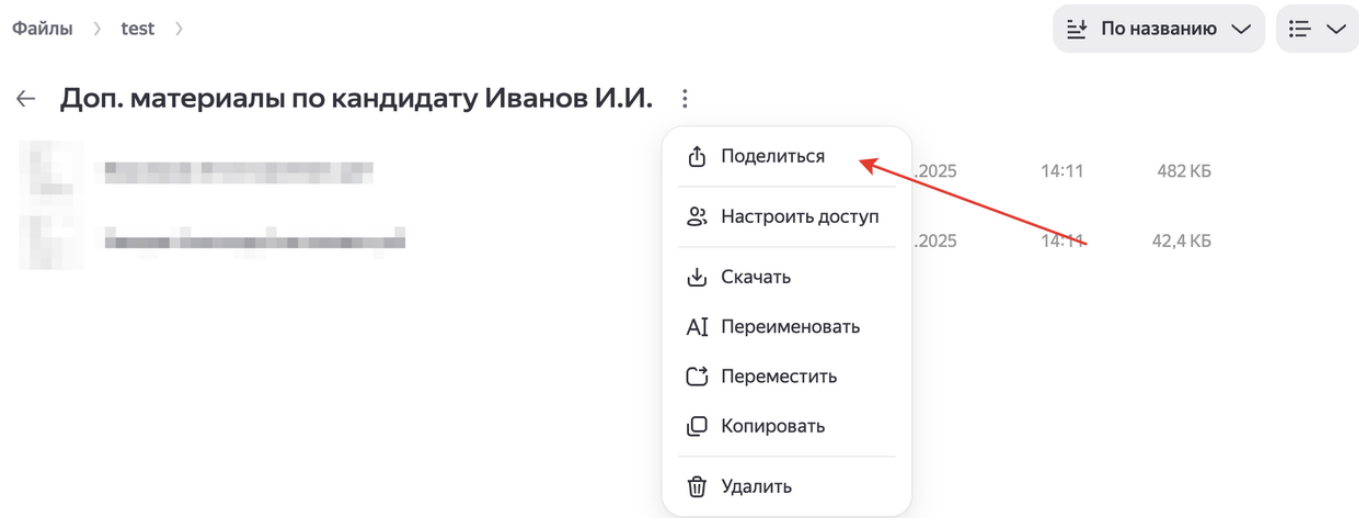 Файлы > test >
По названию
← Доп. материалы по кандидату Иванов И.И.
Поделиться
.2025 14:11 482 КБ
Настроить доступ
.2025 14:11 42,4 КБ
Скачать
Переименовать
Переместить
Копировать
Удалить